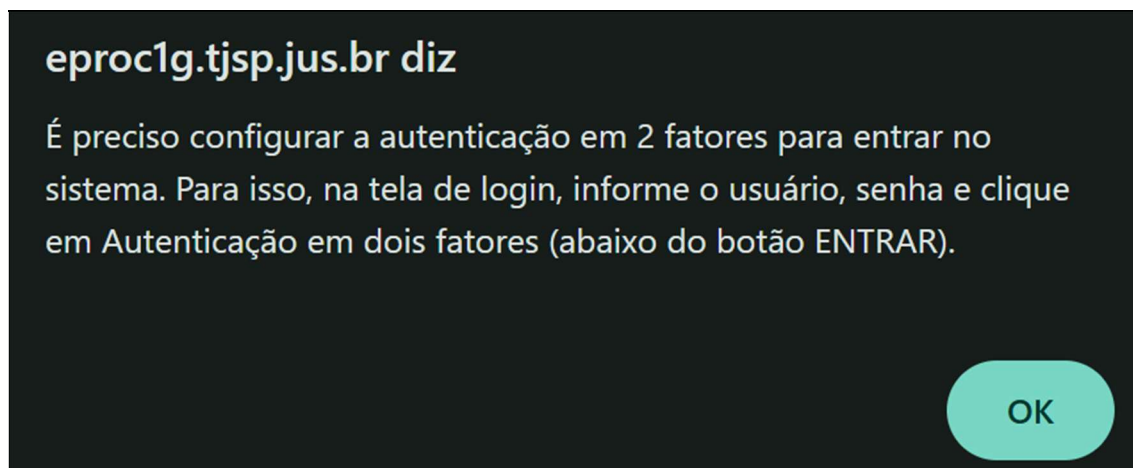 eproc1g.tjsp.jus.br diz
É preciso configurar a autenticação em 2 fatores para entrar no
sistema. Para isso, na tela de login, informe o usuário, senha e clique
em Autenticação em dois fatores (abaixo do botão ENTRAR).
OK